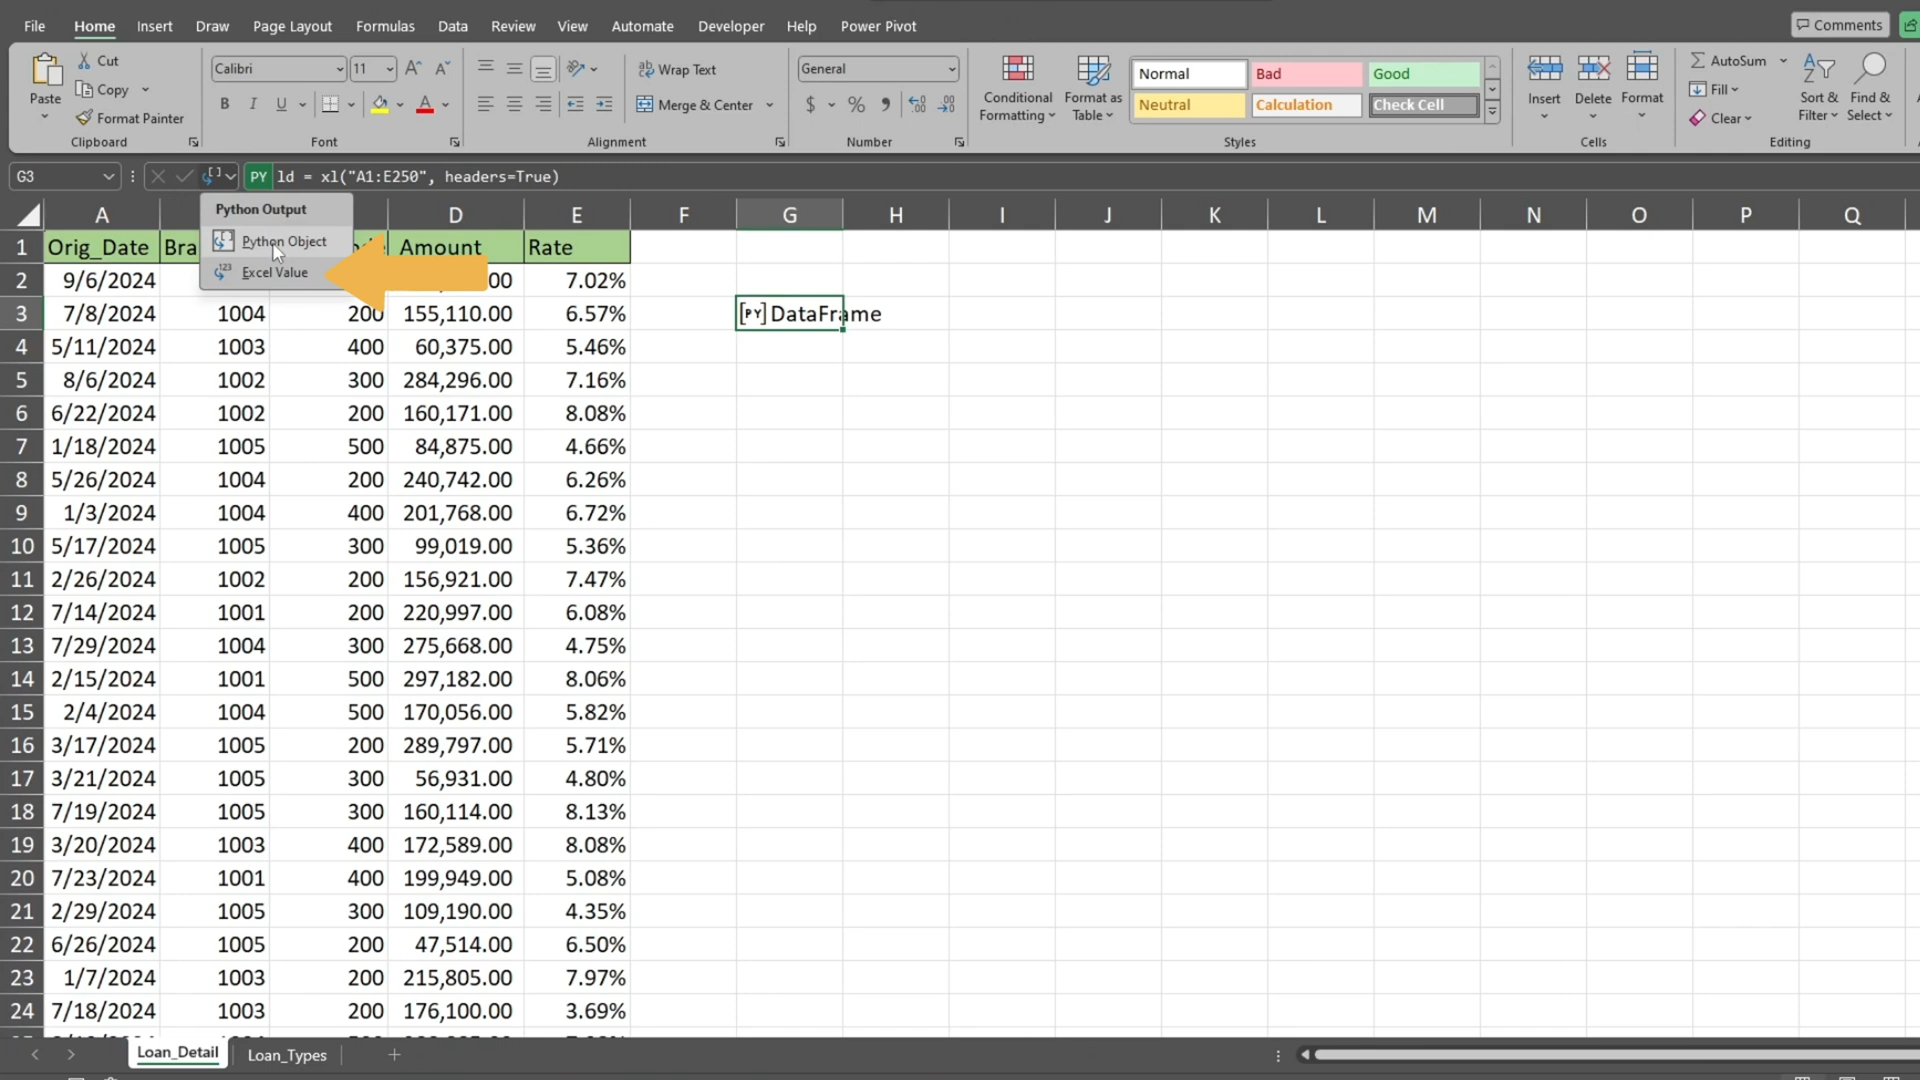 File Home Insert Draw Page Layout Formulas Data Review View Automate Developer Help Power Pivot Comments
Paste Cut Copy Format Painter Clipboard
Calibri 11 B I U Font
Wrap Text Merge & Center Alignment
General $ % Number
Conditional Formatting Format as Table Normal Bad Good Neutral Calculation Check Cell Styles
Insert Delete Format Cells
AutoSum Fill Clear Sort & Filter Find & Select Editing
G3 PY ld = xl("A1:E250", headers=True)
Python Output
Python Object
Excel Value
A D E F G H I J K L M N O P Q
1 Orig_Date Bra Amount Rate
2 9/6/2024 00 7.02%
3 7/8/2024 1004 200 155,110.00 6.57% [PY] DataFrame
4 5/11/2024 1003 400 60,375.00 5.46%
5 8/6/2024 1002 300 284,296.00 7.16%
6 6/22/2024 1002 200 160,171.00 8.08%
7 1/18/2024 1005 500 84,875.00 4.66%
8 5/26/2024 1004 200 240,742.00 6.26%
9 1/3/2024 1004 400 201,768.00 6.72%
10 5/17/2024 1005 300 99,019.00 5.36%
11 2/26/2024 1002 200 156,921.00 7.47%
12 7/14/2024 1001 200 220,997.00 6.08%
13 7/29/2024 1004 300 275,668.00 4.75%
14 2/15/2024 1001 500 297,182.00 8.06%
15 2/4/2024 1004 500 170,056.00 5.82%
16 3/17/2024 1005 200 289,797.00 5.71%
17 3/21/2024 1005 300 56,931.00 4.80%
18 7/19/2024 1005 300 160,114.00 8.13%
19 3/20/2024 1003 400 172,589.00 8.08%
20 7/23/2024 1001 400 199,949.00 5.08%
21 2/29/2024 1005 300 109,190.00 4.35%
22 6/26/2024 1005 200 47,514.00 6.50%
23 1/7/2024 1003 200 215,805.00 7.97%
24 7/18/2024 1003 200 176,100.00 3.69%
Loan_Detail Loan_Types